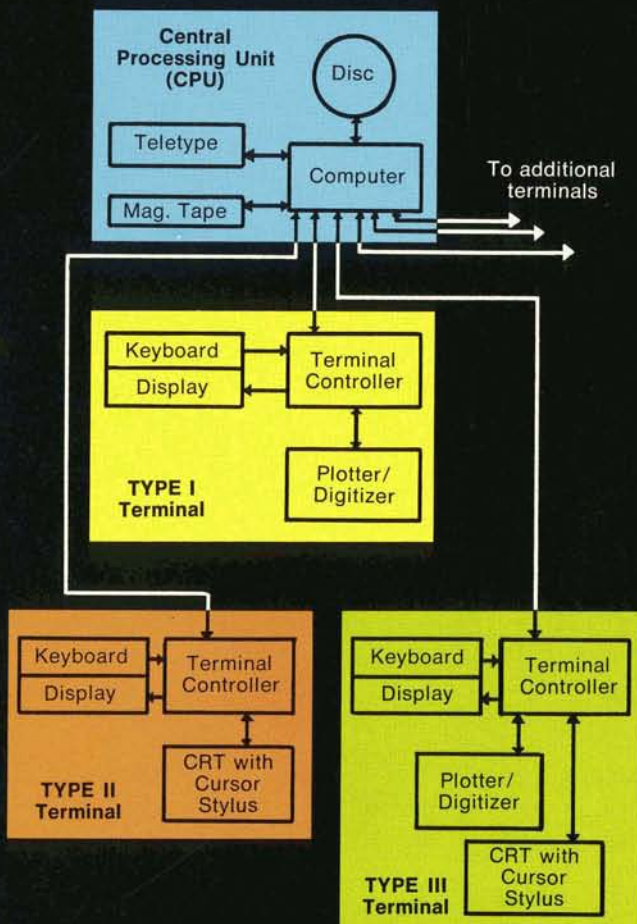 Central
Processing Unit
(CPU)
Disc
Teletype
Computer
Mag. Tape
To additional
terminals
Keyboard
Display
Terminal
Controller
Plotter/
Digitizer
TYPE I
Terminal
Keyboard
Display
Terminal
Controller
CRT with
Cursor
Stylus
TYPE II
Terminal
Keyboard
Display
Terminal
Controller
Plotter/
Digitizer
CRT with
Cursor
Stylus
TYPE III
Terminal